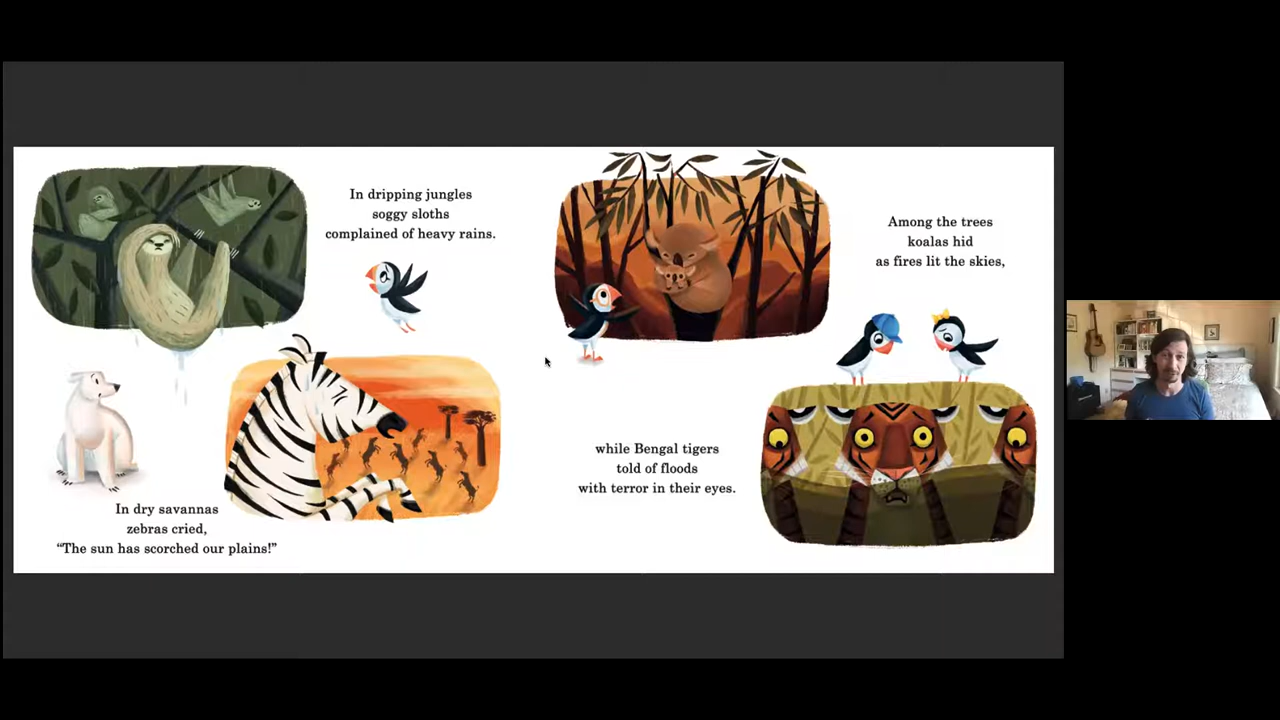 In dripping jungles
soggy sloths
complained of heavy rains.
In dry savannas
zebras cried,
“The sun has scorched our plains!”
Among the trees
koalas hid
as fires lit the skies,
while Bengal tigers
told of floods
with terror in their eyes.